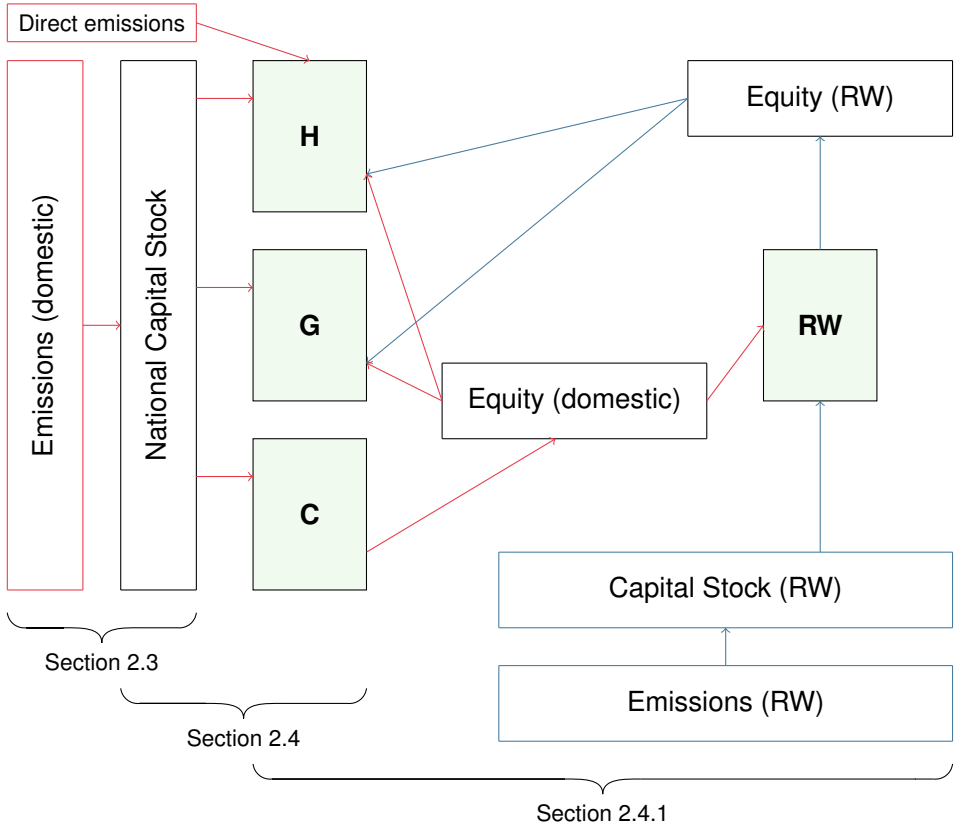 Direct emissions
Emissions (domestic)
National Capital Stock
H
G
C
Equity (RW)
RW
Equity (domestic)
Capital Stock (RW)
Emissions (RW)
Section 2.3
Section 2.4
Section 2.4.1